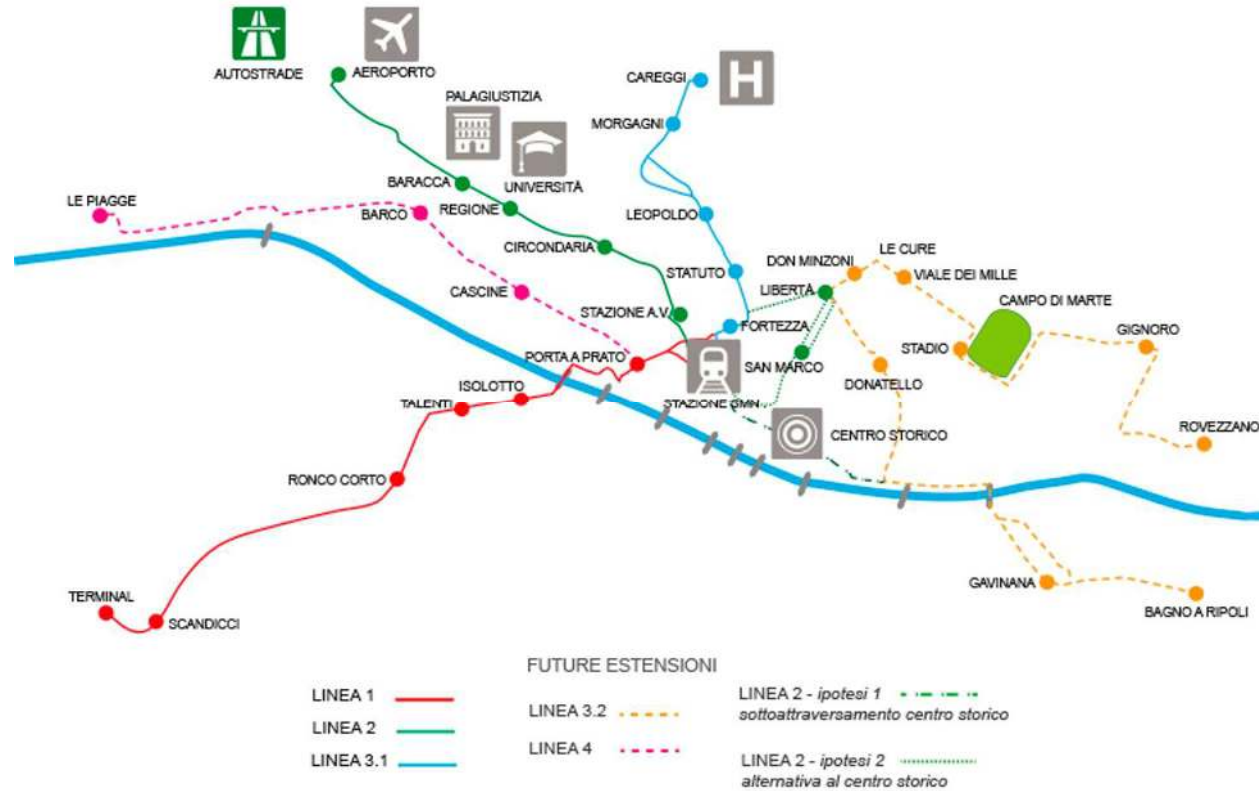 AUTOSTRADE
AEROPORTO
PALAGIUSTIZIA
CAREGGI
H
MORGAGNI
BARACCA
UNIVERSITÀ
LE PIAGGE
BARCO
REGIONE
LEOPOLDO
CIRCONDARIA
LE CURE
DON MINZONI
STATUTO
VIALE DEI MILLE
CASCINE
LIBERTÀ
CAMPO DI MARTE
STAZIONE A.V.
FORTEZZA
GIGNORO
STADIO
PORTA A PRATO
SAN MARCO
DONATELLO
ISOLOTTO
TALENTI
STAZIONE SMN
CENTRO STORICO
ROVEZZANO
RONCO CORTO
TERMINAL
SCANDICCI
GAVINANA
BAGNO A RIPOLI
FUTURE ESTENSIONI
LINEA 1
LINEA 2
LINEA 3.1
LINEA 3.2
LINEA 4
LINEA 2 - ipotesi 1
sottoattraversamento centro storico
LINEA 2 - ipotesi 2
alternativa al centro storico